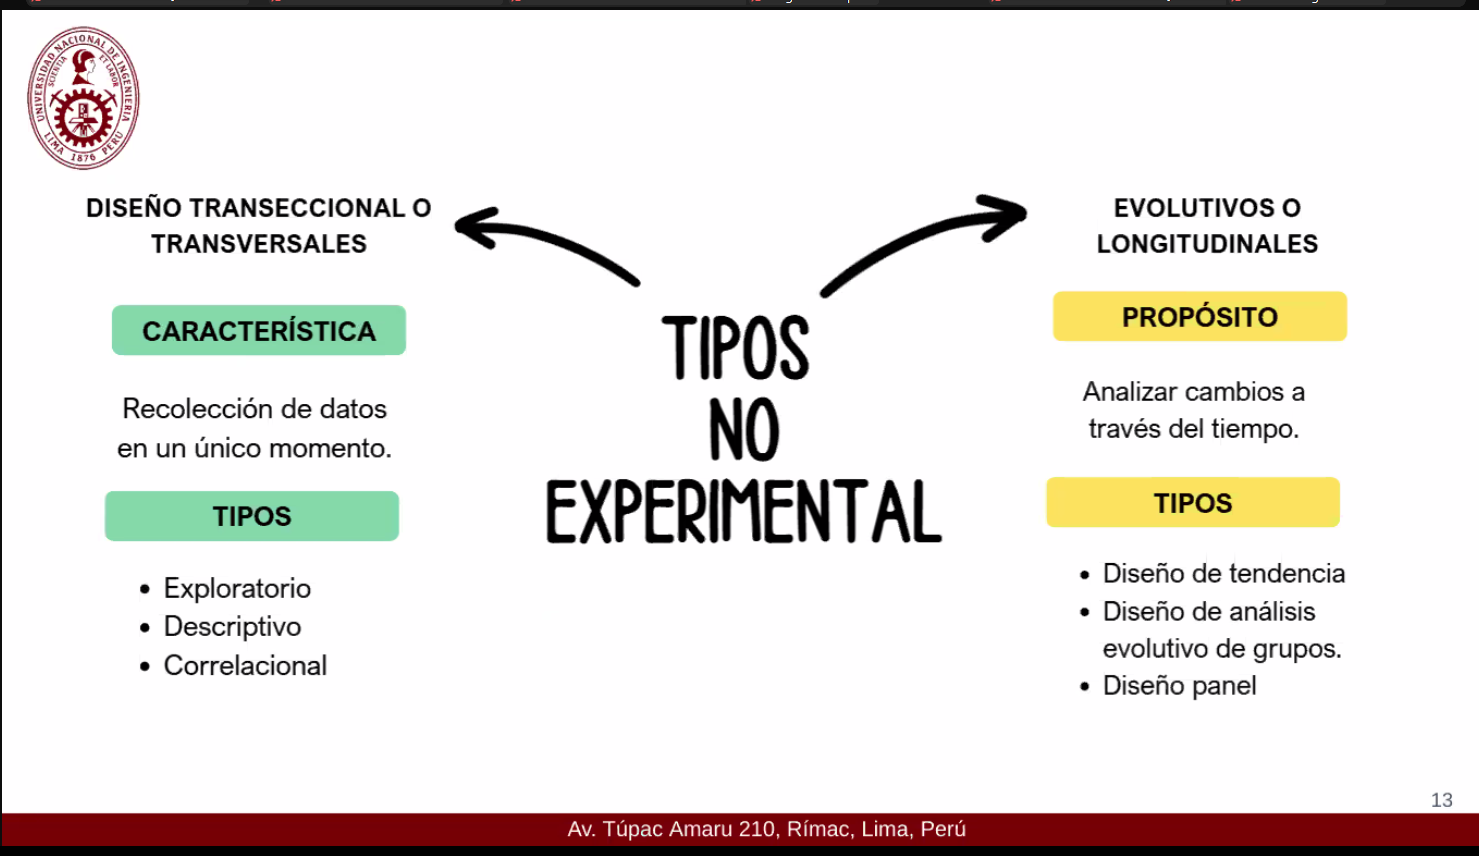 UNIVERSIDAD NACIONAL DE INGENIERIA
SCIENTIA ET LABOR
LIMA 1876 PERU
DISEÑO TRANSECCIONAL O
TRANSVERSALES
CARACTERÍSTICA
Recolección de datos
en un único momento.
TIPOS
• Exploratorio
• Descriptivo
• Correlacional
TIPOS
NO
EXPERIMENTAL
EVOLUTIVOS O
LONGITUDINALES
PROPÓSITO
Analizar cambios a
través del tiempo.
TIPOS
• Diseño de tendencia
• Diseño de análisis
evolutivo de grupos.
• Diseño panel
13
Av. Túpac Amaru 210, Rímac, Lima, Perú